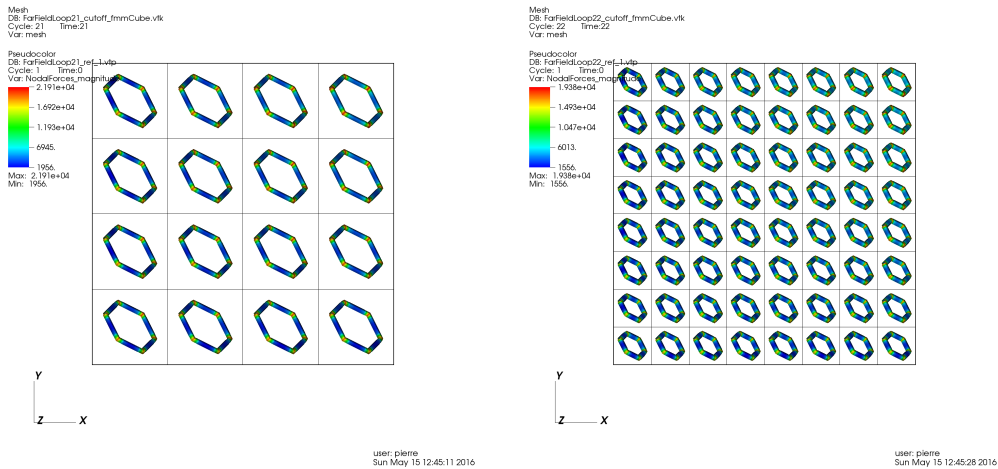 Mesh
DB: FarFieldLoop21_cutoff_fmmCube.vtk
Cycle: 21 Time:21
Var: mesh
Pseudocolor
DB: FarFieldLoop21_ref_1.vtp
Cycle: 1 Time:0
Var: NodalForces_magnitude
2.191e+04
1.692e+04
1.193e+04
6945.
1956.
Max: 2.191e+04
Min: 1956.
Y
Z X
user: pierre
Sun May 15 12:45:11 2016
Mesh
DB: FarFieldLoop22_cutoff_fmmCube.vtk
Cycle: 22 Time:22
Var: mesh
Pseudocolor
DB: FarFieldLoop22_ref_1.vtp
Cycle: 1 Time:0
Var: NodalForces_magnitude
1.938e+04
1.493e+04
1.047e+04
6013.
1556.
Max: 1.938e+04
Min: 1556.
Y
Z X
user: pierre
Sun May 15 12:45:28 2016